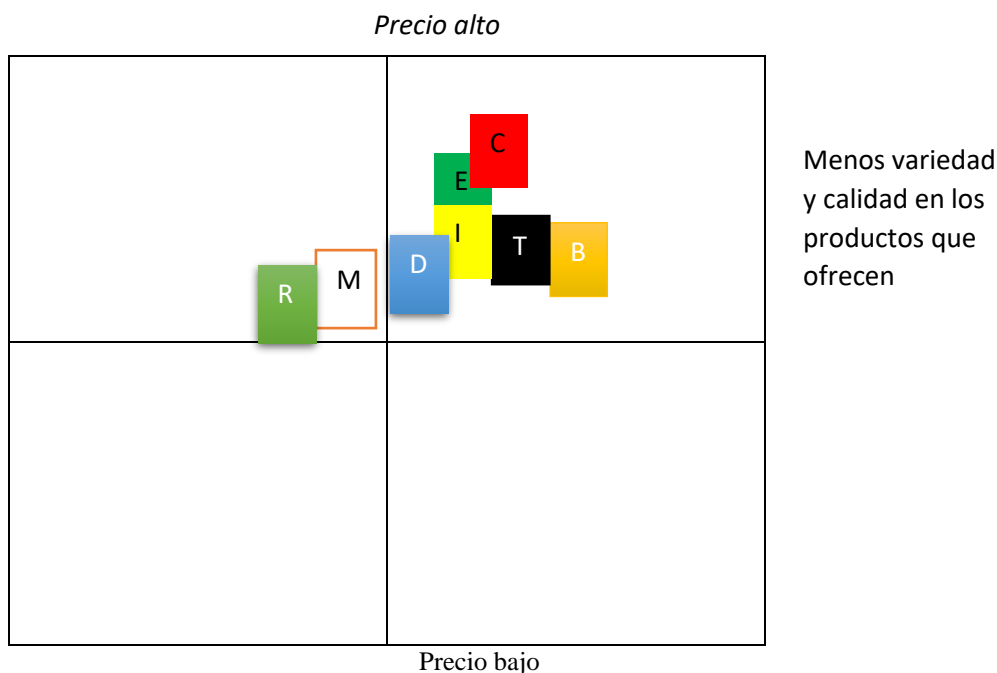 Precio alto
C
E
I
T
B
D
M
R
Menos variedad
y calidad en los
productos que
ofrecen
Precio bajo